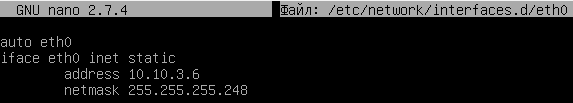 GNU nano 2.7.4 Файл: /etc/network/interfaces.d/eth0
auto eth0
iface eth0 inet static
address 10.10.3.6
netmask 255.255.255.248